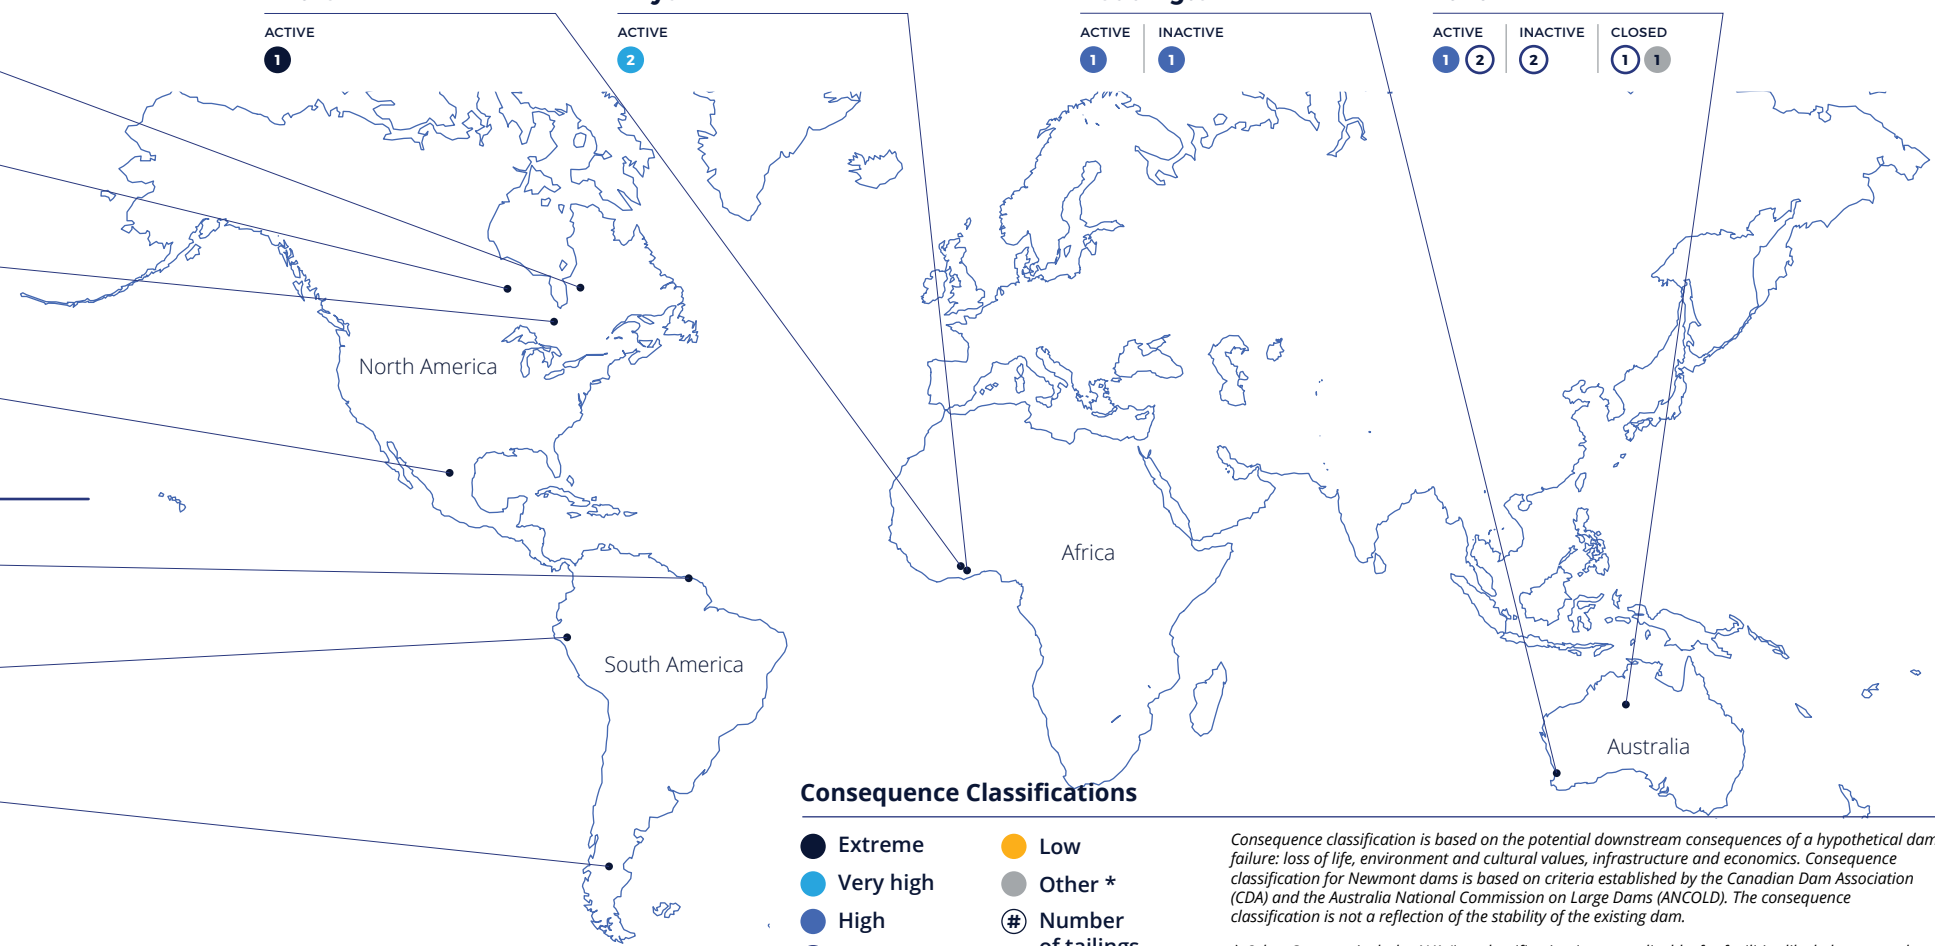 ACTIVE
1
ACTIVE
2
ACTIVE INACTIVE
1 1
ACTIVE INACTIVE CLOSED
1 2 2 1 1
North America
Africa
South America
Australia
Consequence Classifications
Extreme
Very high
High
Low
Other *
# Number
of tailings
Consequence classification is based on the potential downstream consequences of a hypothetical dam
failure: loss of life, environment and cultural values, infrastructure and economics. Consequence
classification for Newmont dams is based on criteria established by the Canadian Dam Association
(CDA) and the Australia National Commission on Large Dams (ANCOLD). The consequence
classification is not a reflection of the stability of the existing dam.